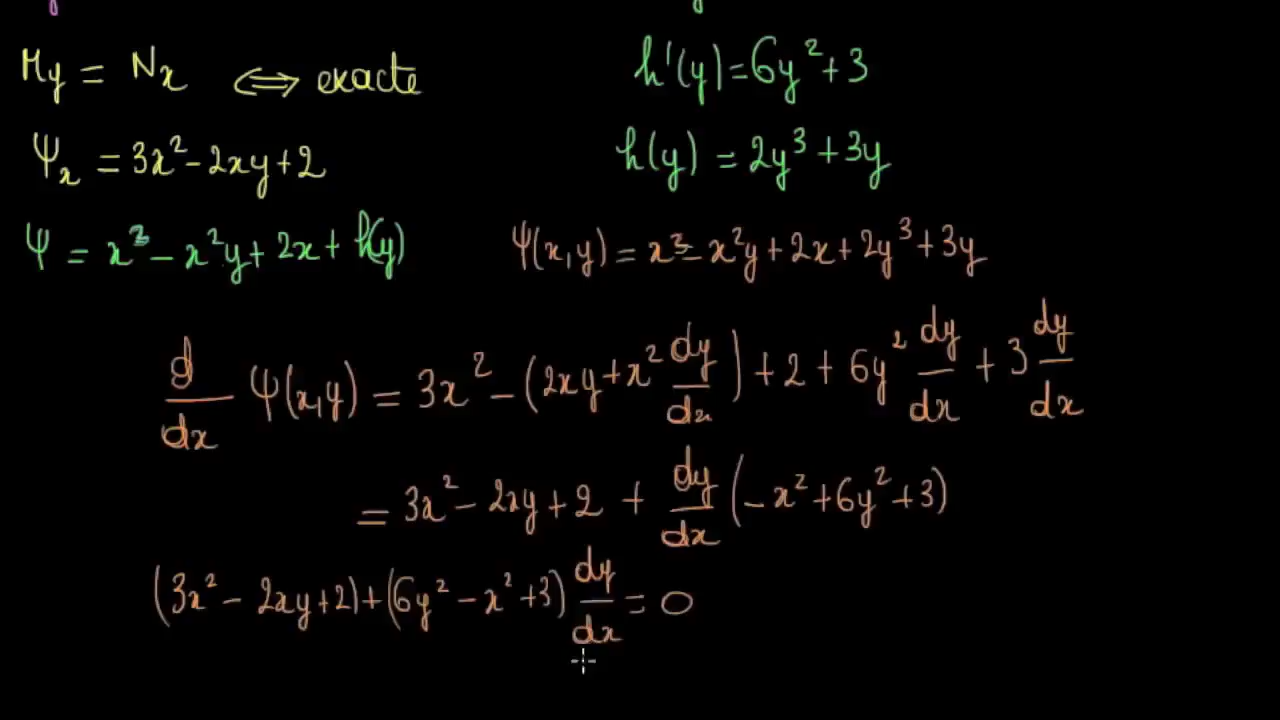 My = Nx ⟺ exacte
h'(y) = 6y² + 3
Ψx = 3x² - 2xy + 2
h(y) = 2y³ + 3y
Ψ = x³ - x²y + 2x + h(y)
Ψ(x,y) = x³ - x²y + 2x + 2y³ + 3y
d/dx Ψ(x,y) = 3x² - (2xy + x² dy/dx) + 2 + 6y² dy/dx + 3 dy/dx
= 3x² - 2xy + 2 + dy/dx (-x² + 6y² + 3)
(3x² - 2xy + 2) + (6y² - x² + 3) dy/dx = 0